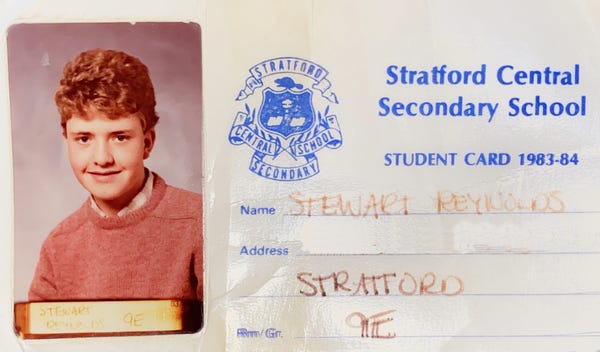 STRATFORD
CENTRAL SCHOOL
SECONDARY
Stratford Central
Secondary School
STUDENT CARD 1983-84
Name STEWART REYNOLDS
Address
STRATFORD
Rm/Gr. 9E
STEWART
REYNOLDS 9E